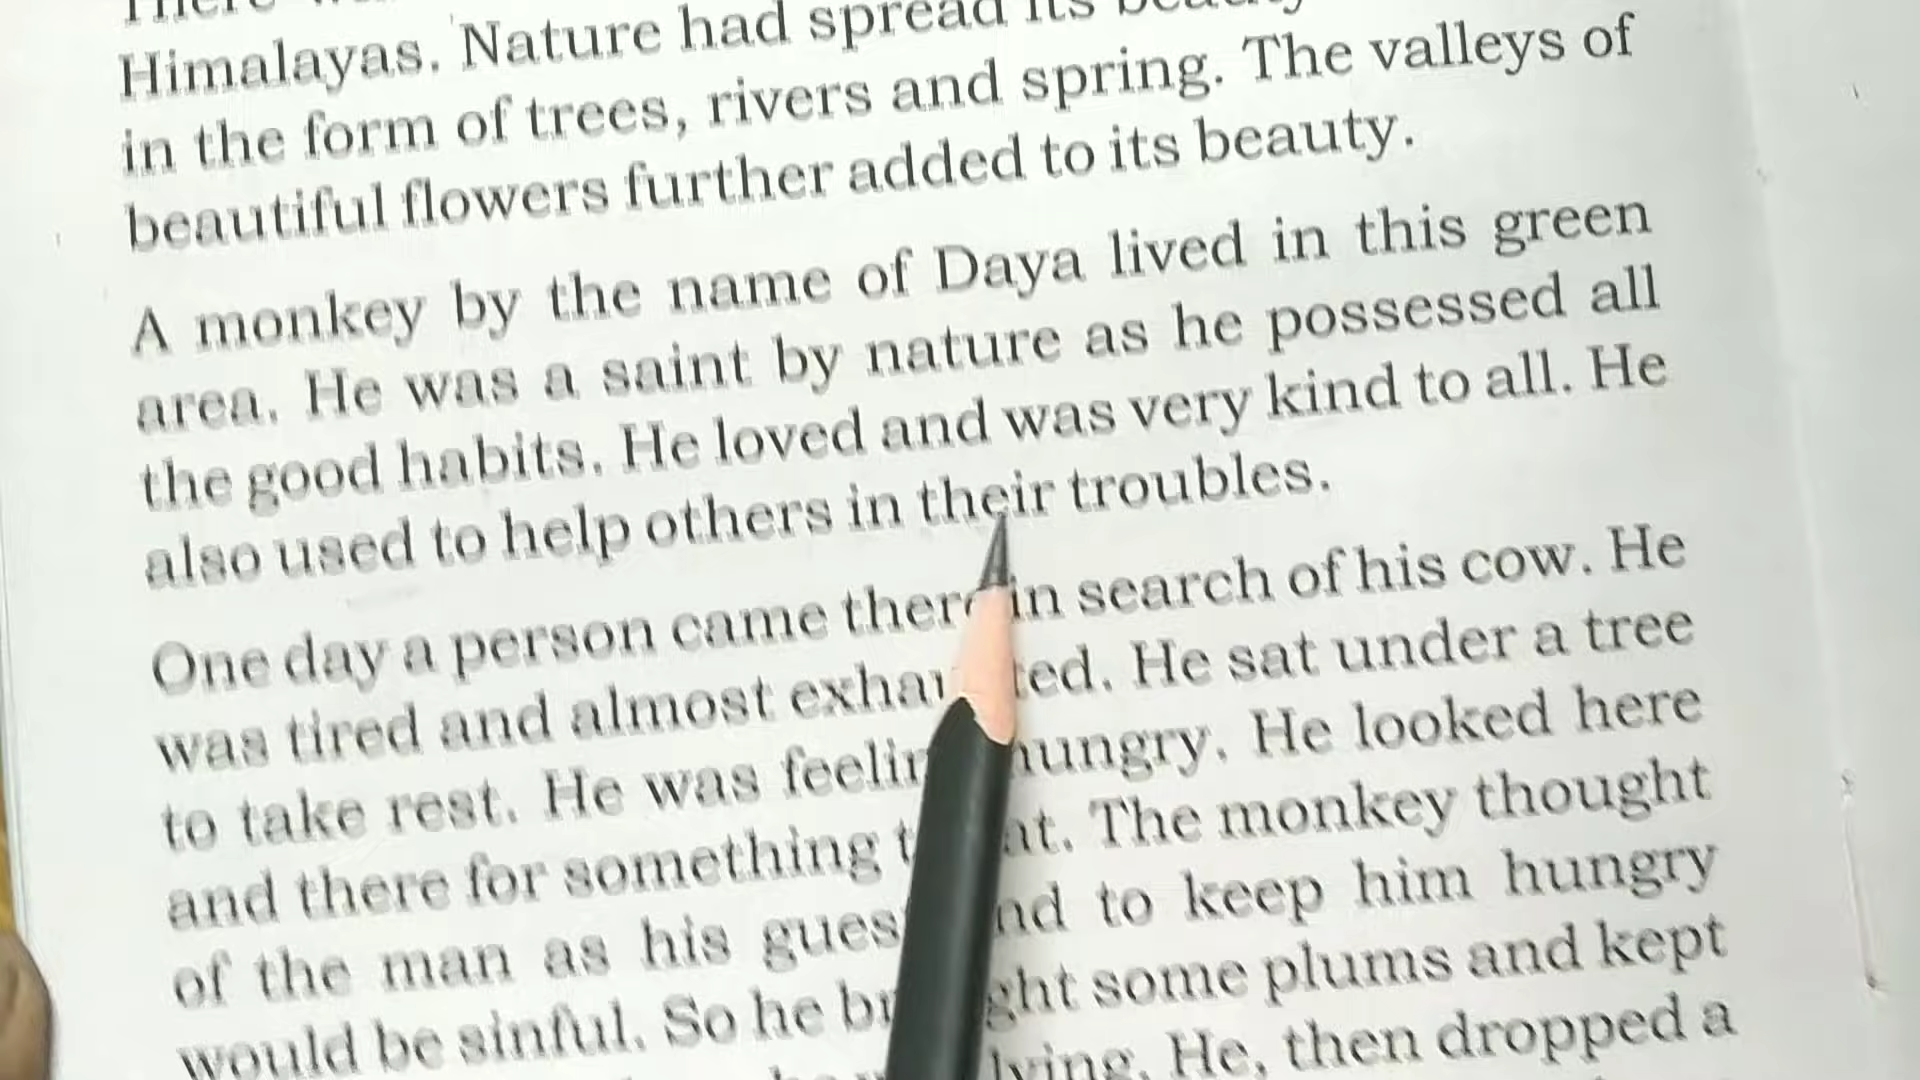 Himalayas. Nature had spread its
in the form of trees, rivers and spring. The valleys of
beautiful flowers further added to its beauty.
A monkey by the name of Daya lived in this green
area. He was a saint by nature as he possessed all
the good habits. He loved and was very kind to all. He
also used to help others in their troubles.
One day a person came there in search of his cow. He
was tired and almost exhausted. He sat under a tree
to take rest. He was feeling hungry. He looked here
and there for something to eat. The monkey thought
of the man as his guest and to keep him hungry
would be sinful. So he brought some plums and kept
lying. He, then dropped a